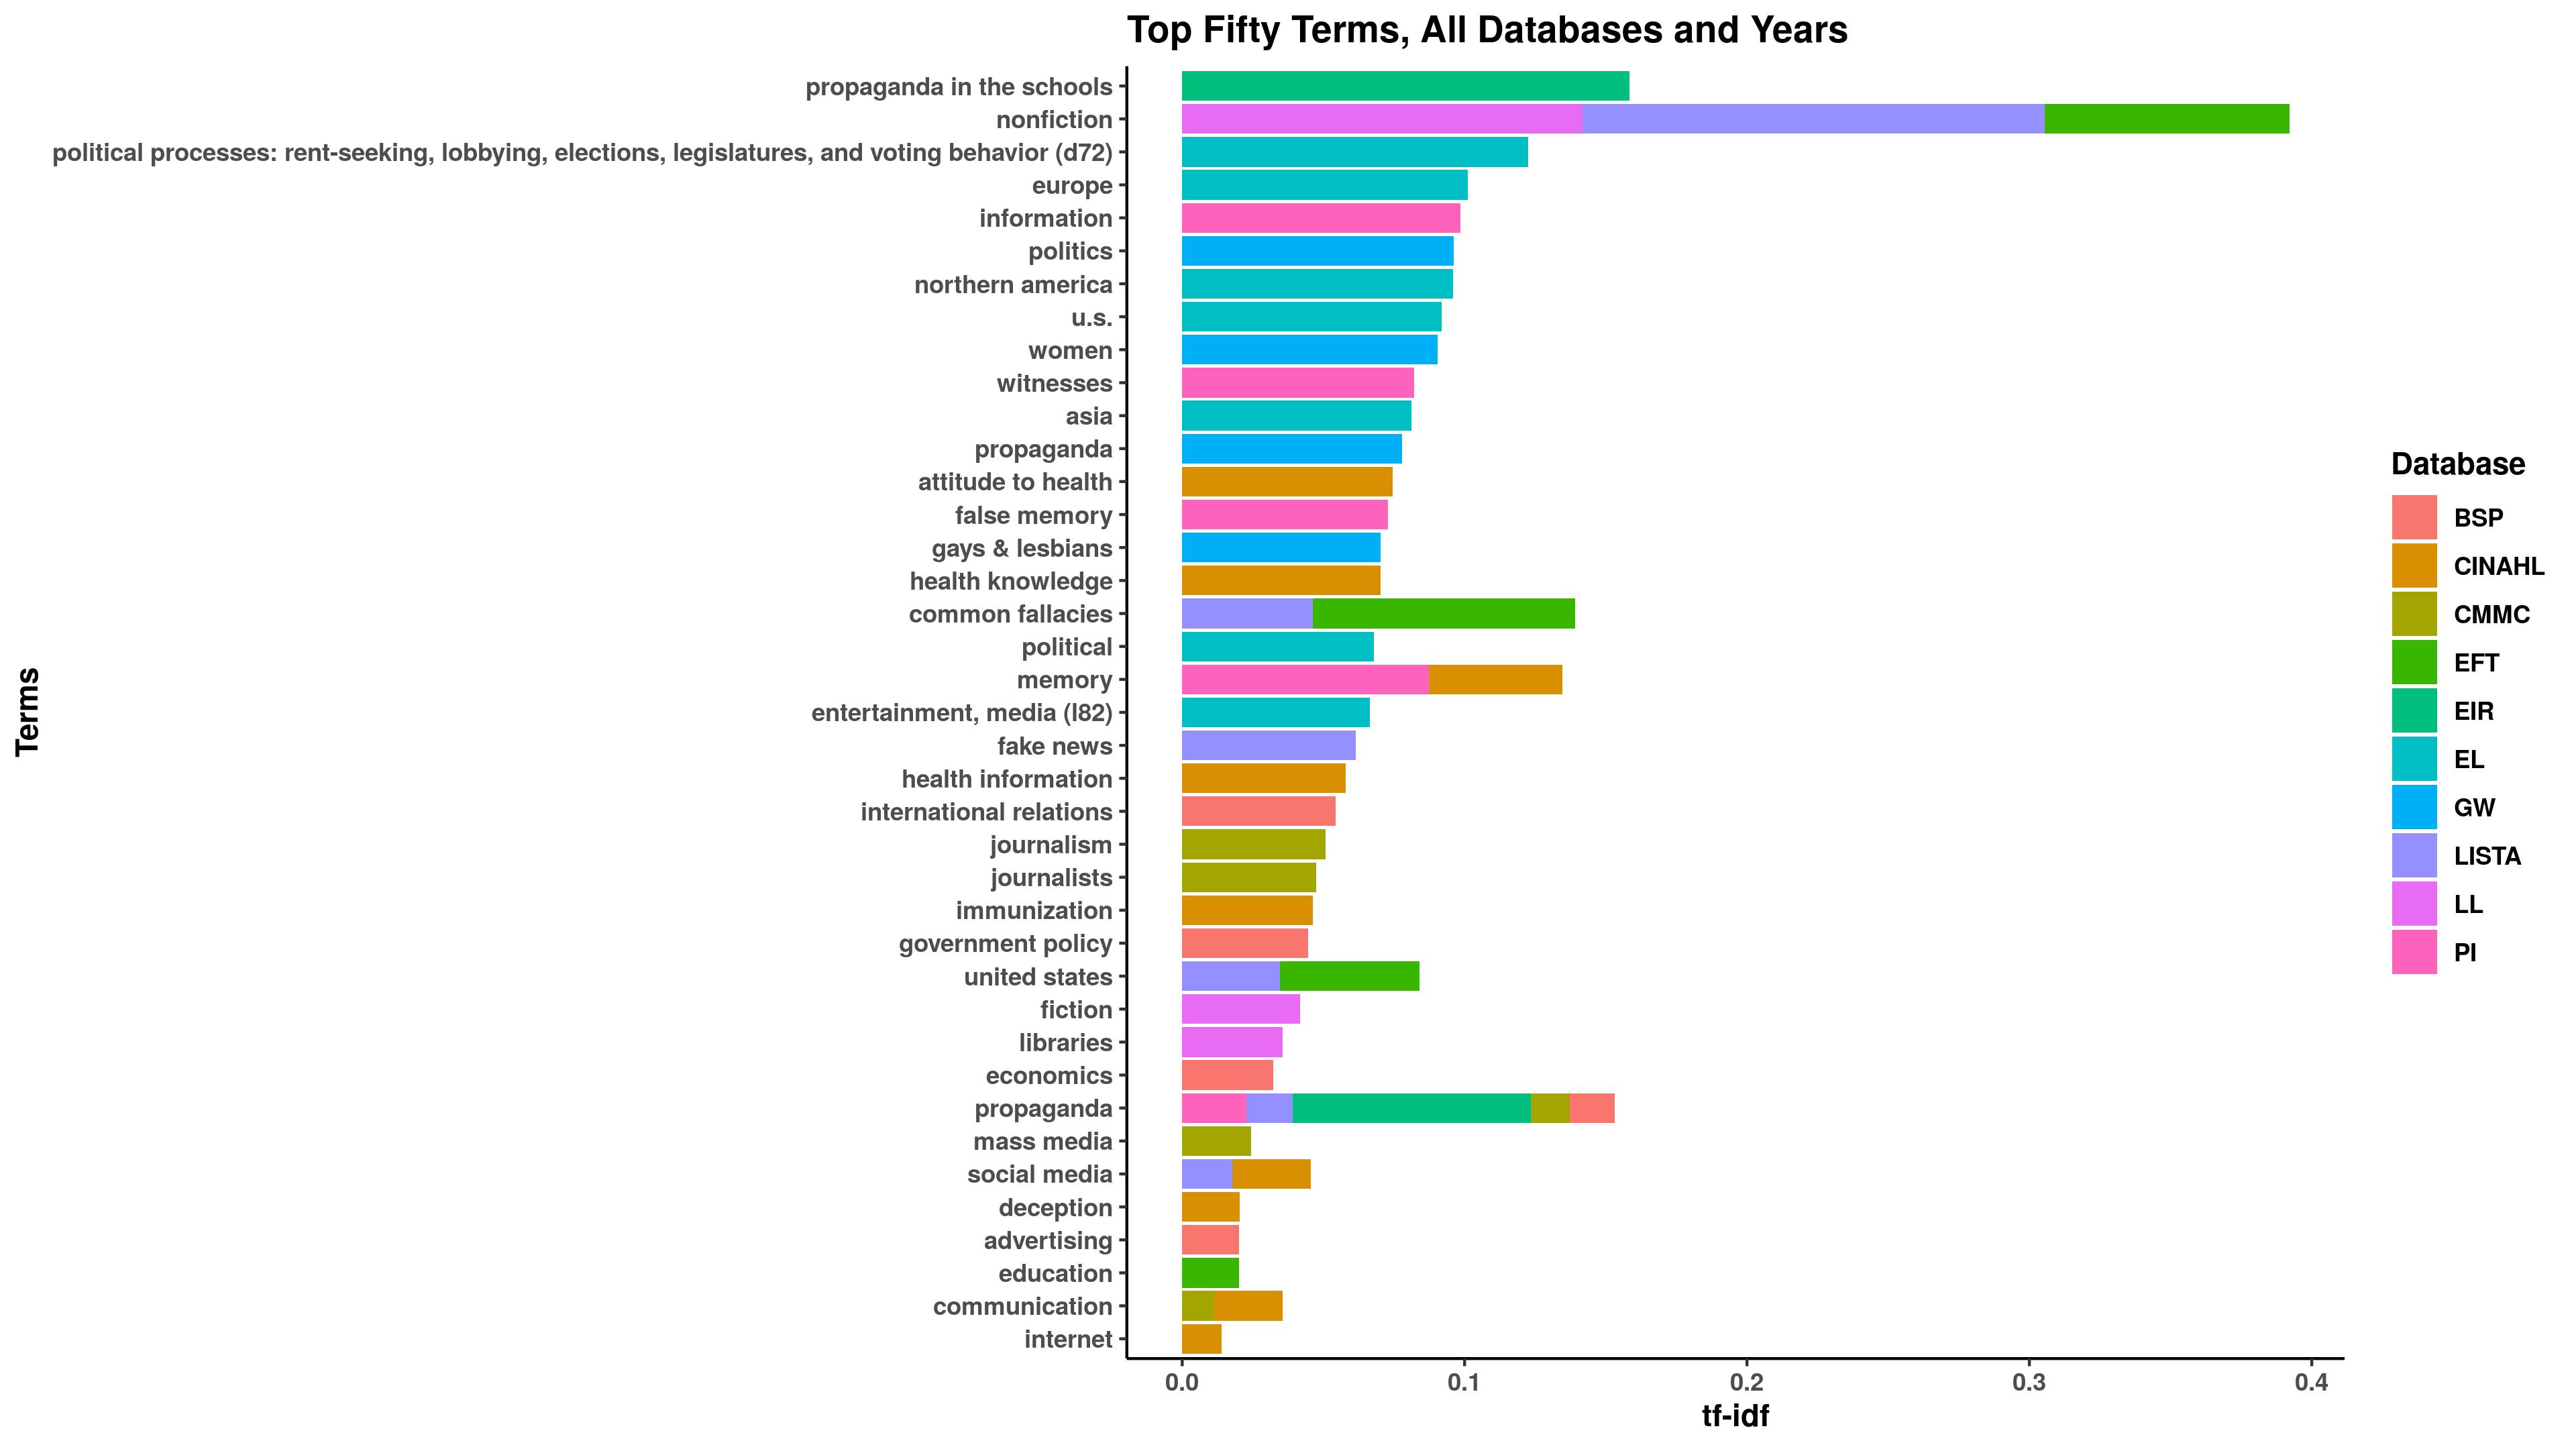 Top Fifty Terms, All Databases and Years
propaganda in the schools
nonfiction
political processes: rent-seeking, lobbying, elections, legislatures, and voting behavior (d72)
europe
information
politics
northern america
u.s.
women
witnesses
asia
propaganda
attitude to health
false memory
gays & lesbians
health knowledge
common fallacies
political
memory
entertainment, media (l82)
fake news
health information
international relations
journalism
journalists
immunization
government policy
united states
fiction
libraries
economics
propaganda
mass media
social media
deception
advertising
education
communication
internet
Terms
0.0
0.1
0.2
0.3
0.4
tf-idf
Database
BSP
CINAHL
CMMC
EFT
EIR
EL
GW
LISTA
LL
PI